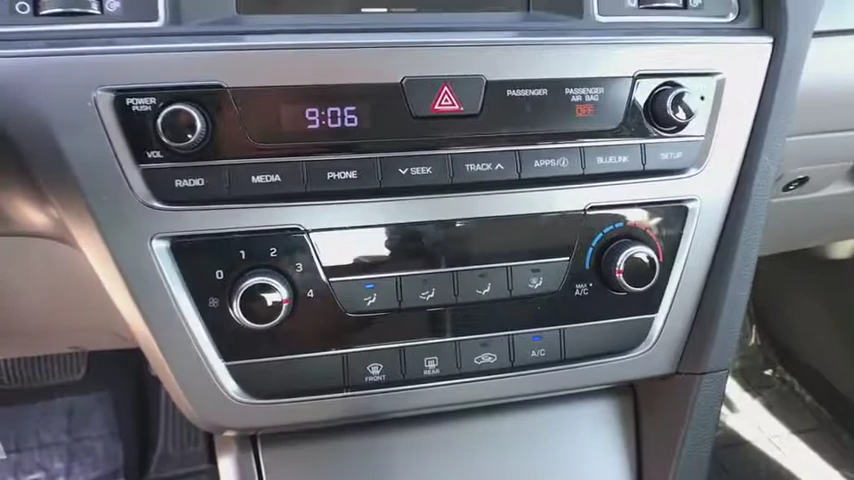 POWER
PUSH
VOL
9:06
PASSENGER
PASSENGER
AIR BAG
OFF
RADIO
MEDIA
PHONE
SEEK
TRACK
APPS
BLUELINK
SETUP
0 1 2 3 4
MAX
A/C
FRONT
REAR
A/C